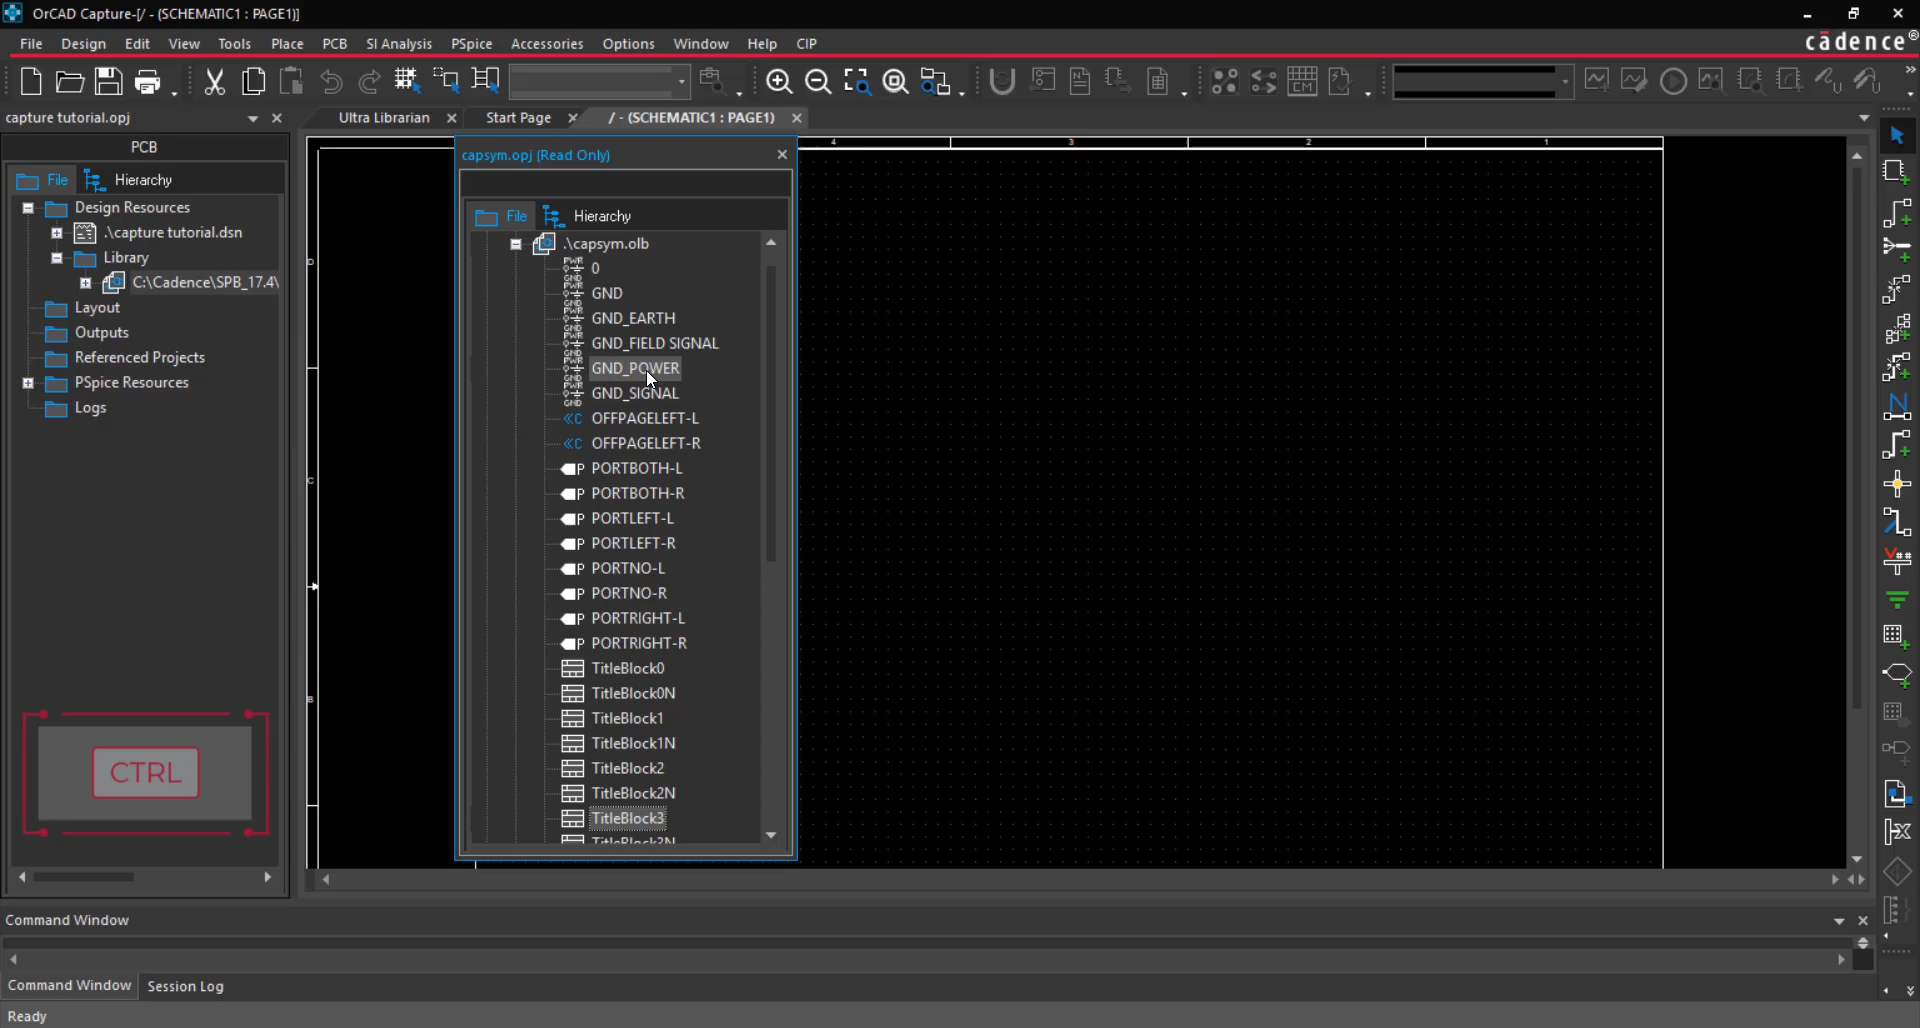 OrCAD Capture-[/ - (SCHEMATIC1 : PAGE1)]
File Design Edit View Tools Place PCB SI Analysis PSpice Accessories Options Window Help CIP
cādence®
capture tutorial.opj
Ultra Librarian
Start Page
/ - (SCHEMATIC1 : PAGE1)
PCB
File
Hierarchy
Design Resources
.\capture tutorial.dsn
Library
C:\Cadence\SPB_17.4\
Layout
Outputs
Referenced Projects
PSpice Resources
Logs
CTRL
capsym.opj (Read Only)
File
Hierarchy
.\capsym.olb
0
GND
GND_EARTH
GND_FIELD SIGNAL
GND_POWER
GND_SIGNAL
OFFPAGELEFT-L
OFFPAGELEFT-R
PORTBOTH-L
PORTBOTH-R
PORTLEFT-L
PORTLEFT-R
PORTNO-L
PORTNO-R
PORTRIGHT-L
PORTRIGHT-R
TitleBlock0
TitleBlock0N
TitleBlock1
TitleBlock1N
TitleBlock2
TitleBlock2N
TitleBlock3
TitleBlock3N
4 3 2 1
D
C
B
Command Window
Command Window
Session Log
Ready